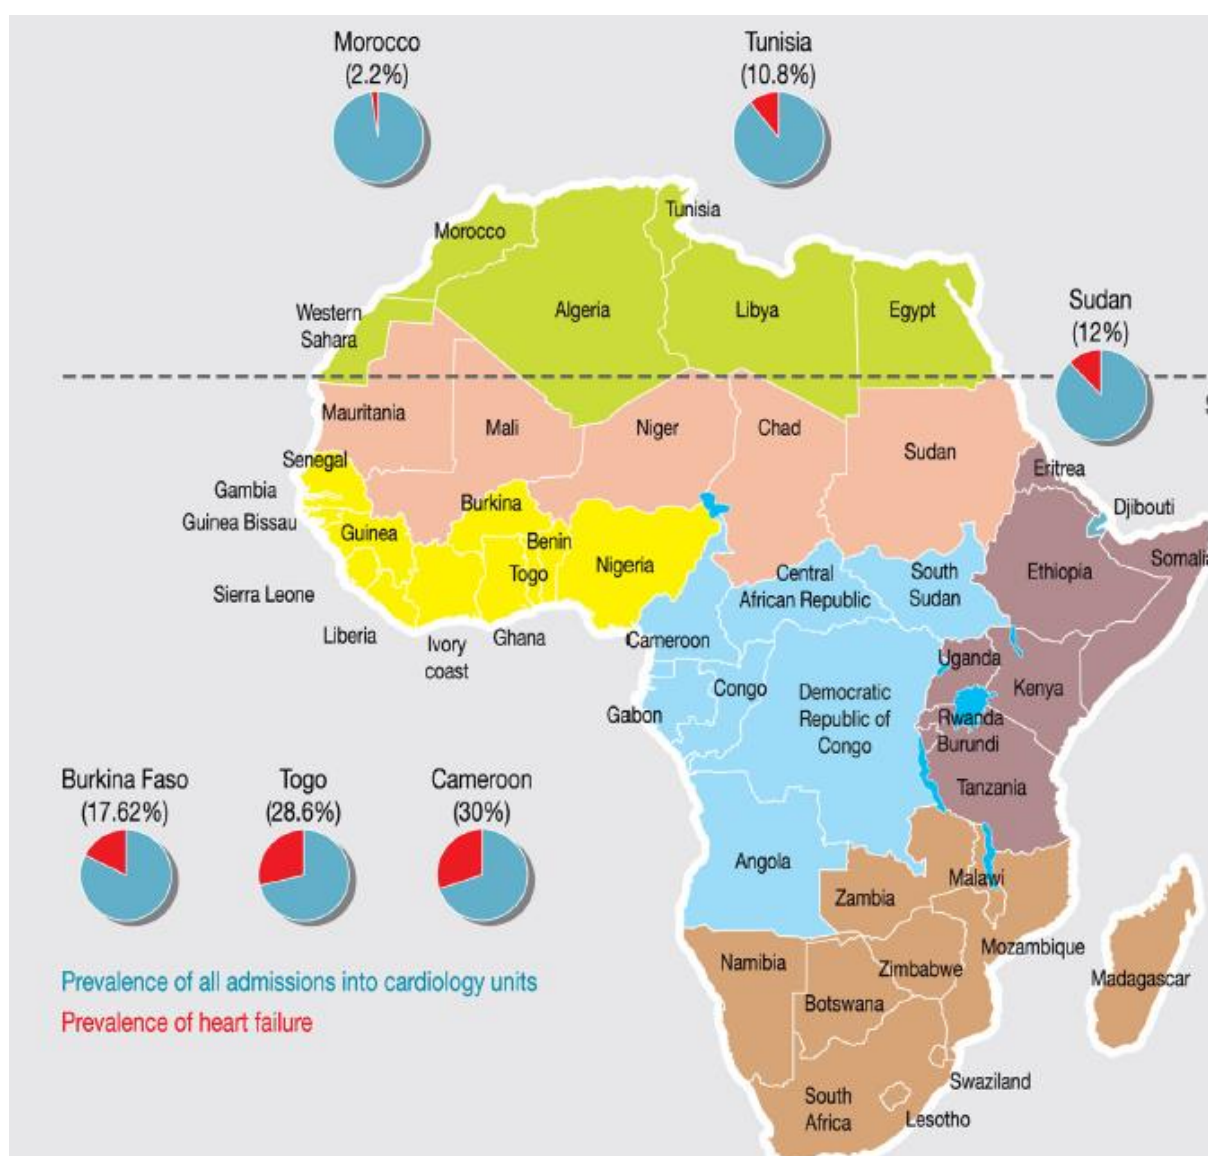 Morocco
(2.2%)
Tunisia
(10.8%)
Tunisia
Morocco
Western
Sahara
Algeria
Libya
Egypt
Sudan
(12%)
Mauritania
Mali
Niger
Chad
Sudan
Senegal
Eritrea
Gambia
Djibouti
Guinea Bissau
Burkina
Guinea
Benin
Nigeria
Togo
Central
African Republic
South
Sudan
Ethiopia
Somalia
Sierra Leone
Liberia
Ivory
coast
Ghana
Cameroon
Uganda
Kenya
Congo
Gabon
Democratic
Republic of
Congo
Rwanda
Burundi
Tanzania
Burkina Faso
(17.62%)
Togo
(28.6%)
Cameroon
(30%)
Angola
Malawi
Zambia
Mozambique
Namibia
Zimbabwe
Botswana
Madagascar
Prevalence of all admissions into cardiology units
Prevalence of heart failure
Swaziland
South
Africa
Lesotho